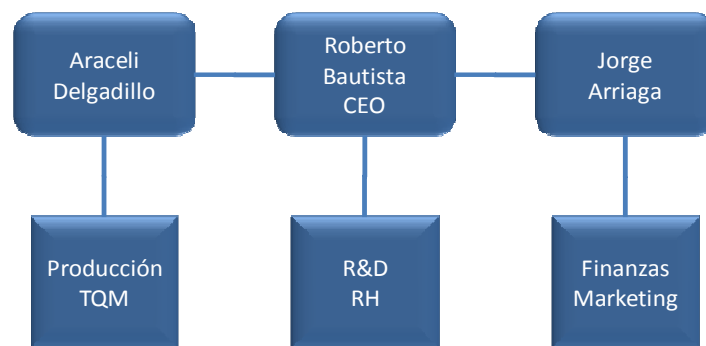 Araceli
Delgadillo
Roberto
Bautista
CEO
Jorge
Arriaga
Producción
TQM
R&D
RH
Finanzas
Marketing